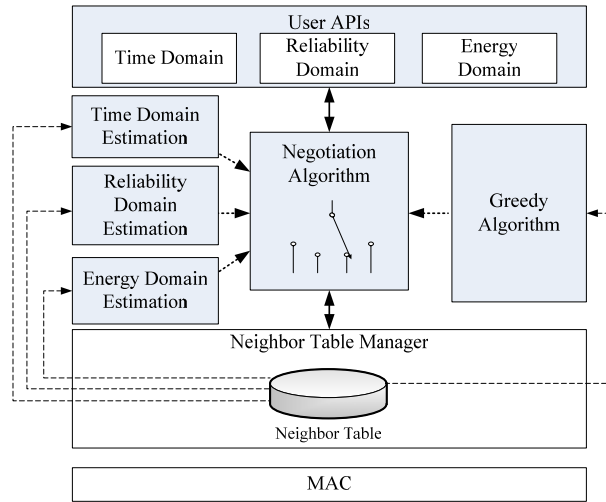 User APIs
Time Domain
Reliability
Domain
Energy
Domain
Time Domain
Estimation
Reliability
Domain
Estimation
Energy Domain
Estimation
Negotiation
Algorithm
Greedy
Algorithm
Neighbor Table Manager
Neighbor Table
MAC